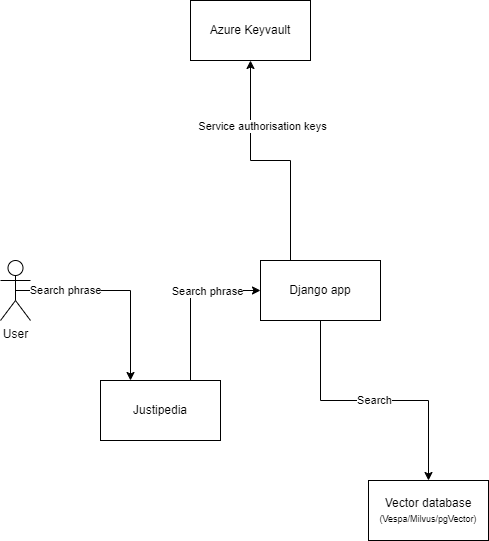 Azure Keyvault
Service authorisation keys
Search phrase
Search phrase
Django app
User
Justipedia
Search
Vector database
(Vespa/Milvus/pgVector)